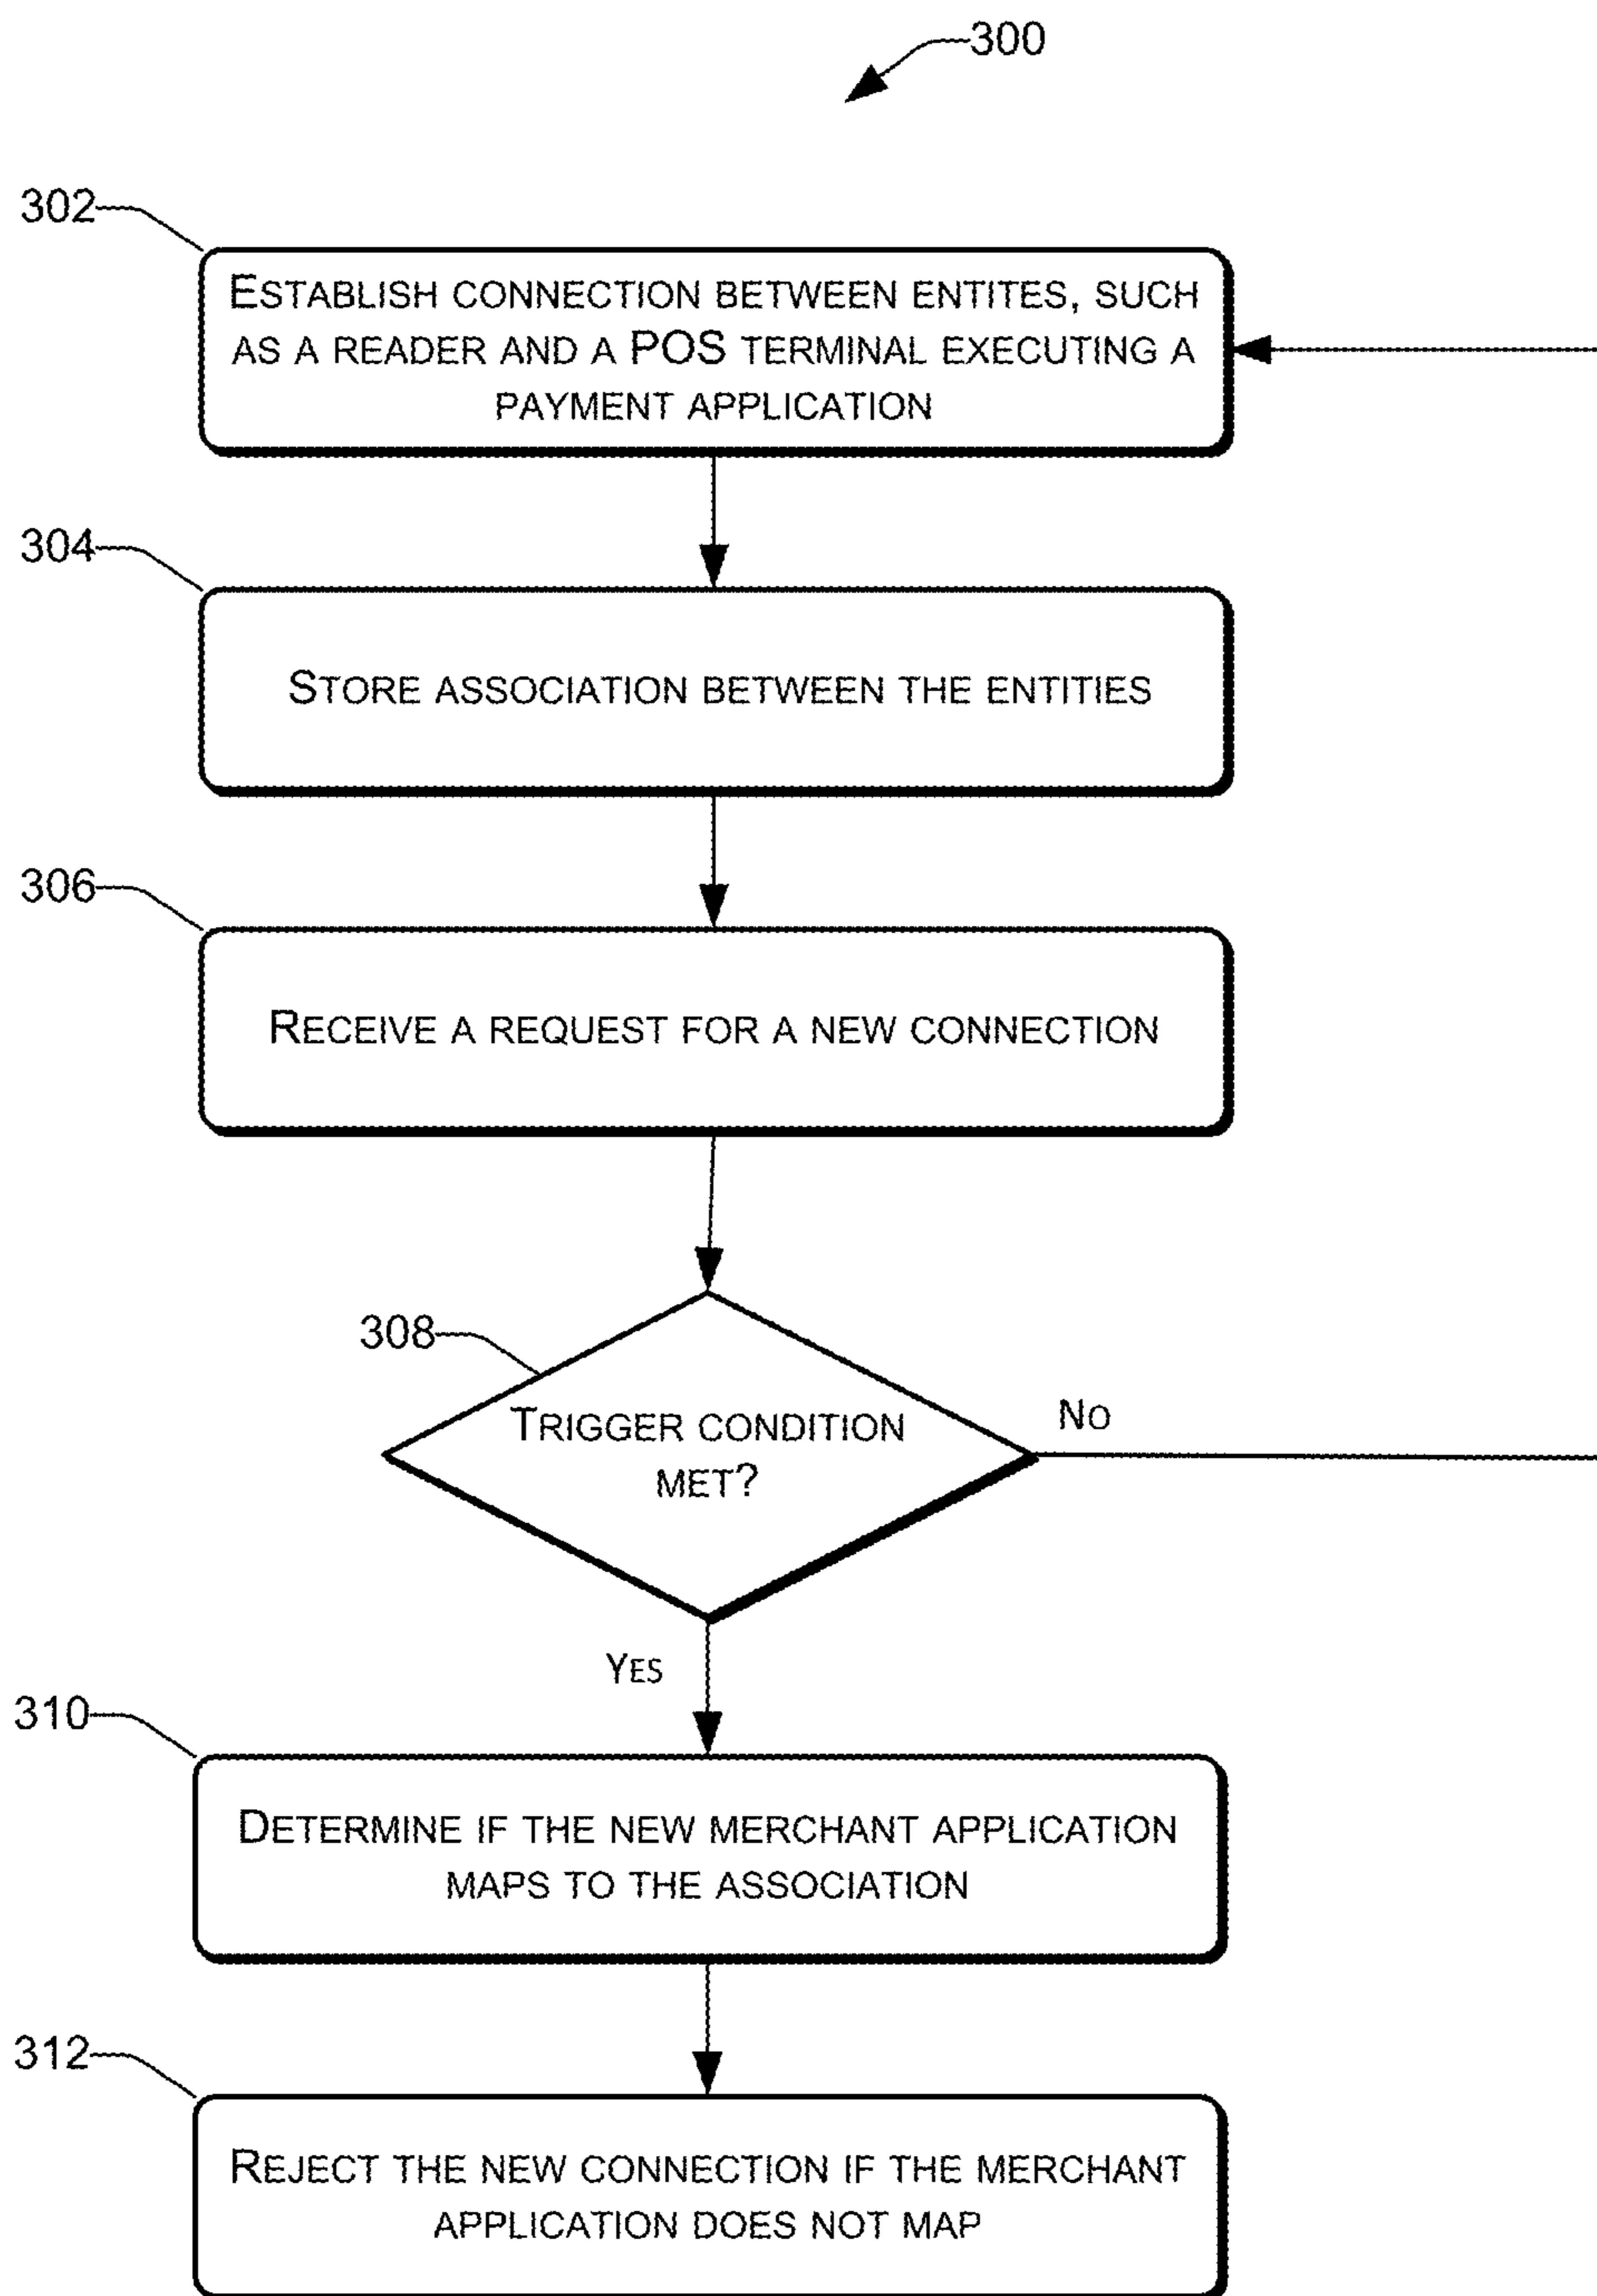 300
302
ESTABLISH CONNECTION BETWEEN ENTITES, SUCH
AS A READER AND A POS TERMINAL EXECUTING A
PAYMENT APPLICATION
304
STORE ASSOCIATION BETWEEN THE ENTITIES
306
RECEIVE A REQUEST FOR A NEW CONNECTION
308
TRIGGER CONDITION
MET?
NO
YES
310
DETERMINE IF THE NEW MERCHANT APPLICATION
MAPS TO THE ASSOCIATION
312
REJECT THE NEW CONNECTION IF THE MERCHANT
APPLICATION DOES NOT MAP